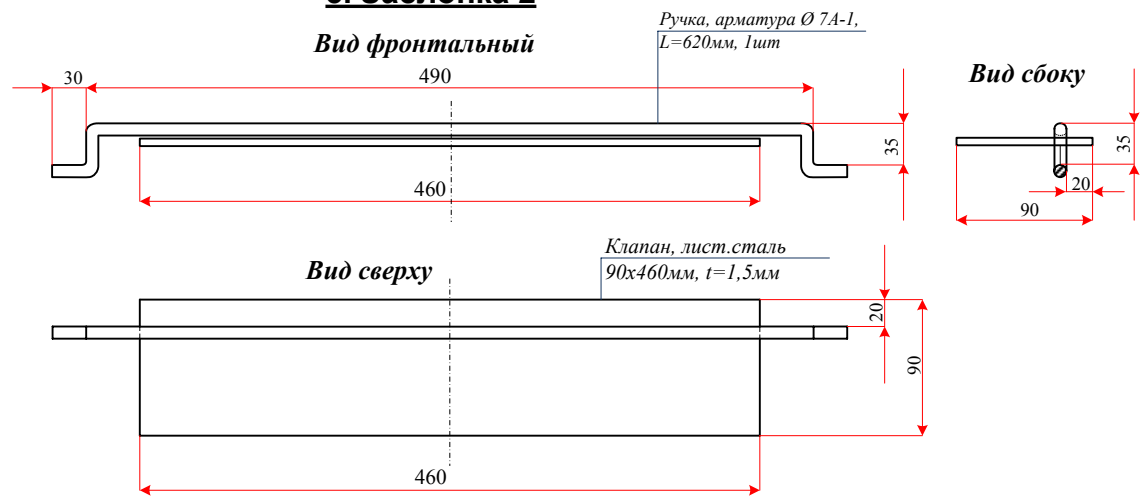 Вид фронтальный
Ручка, арматура Ø 7А-1,
L=620мм, 1шт
Вид сбоку
30
490
35
460
35
20
90
Вид сверху
Клапан, лист.сталь
90х460мм, t=1,5мм
20
90
460